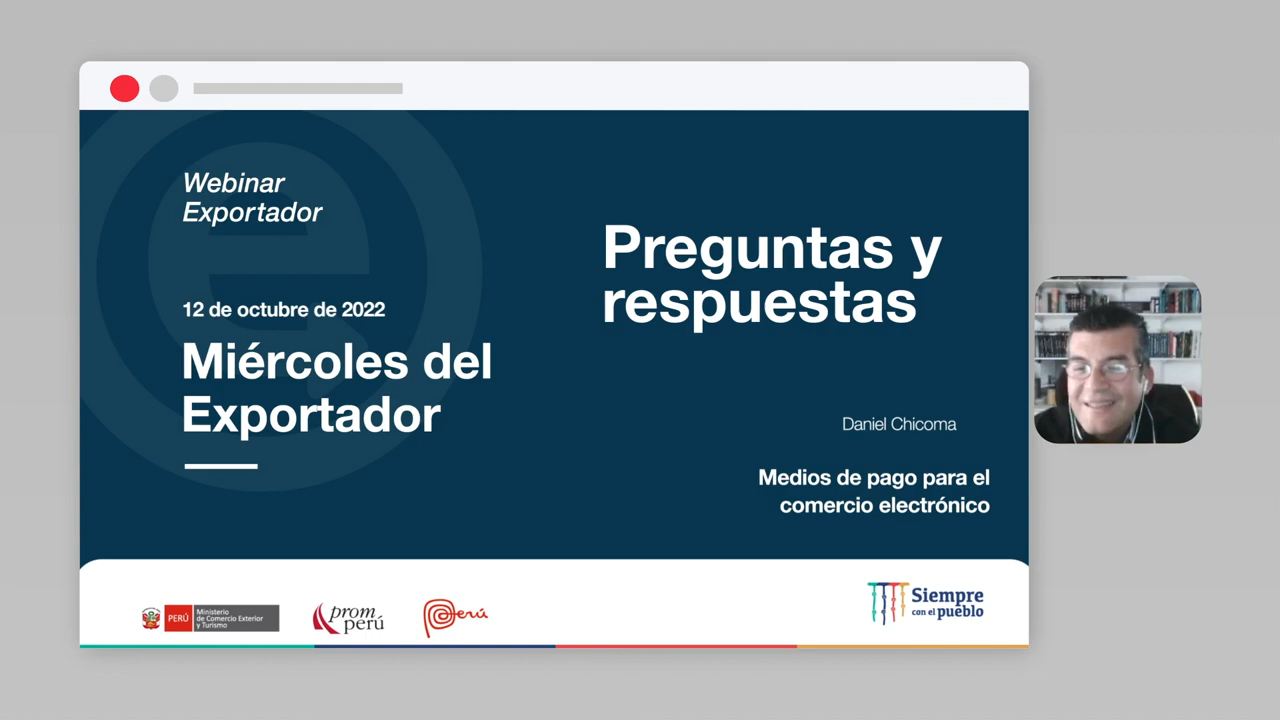 Webinar
Exportador
12 de octubre de 2022
Miércoles del
Exportador
Preguntas y
respuestas
Daniel Chicoma
Medios de pago para el
comercio electrónico
PERÚ
Ministerio
de Comercio Exterior
y Turismo
prom
perú
Perú
Siempre
con el pueblo